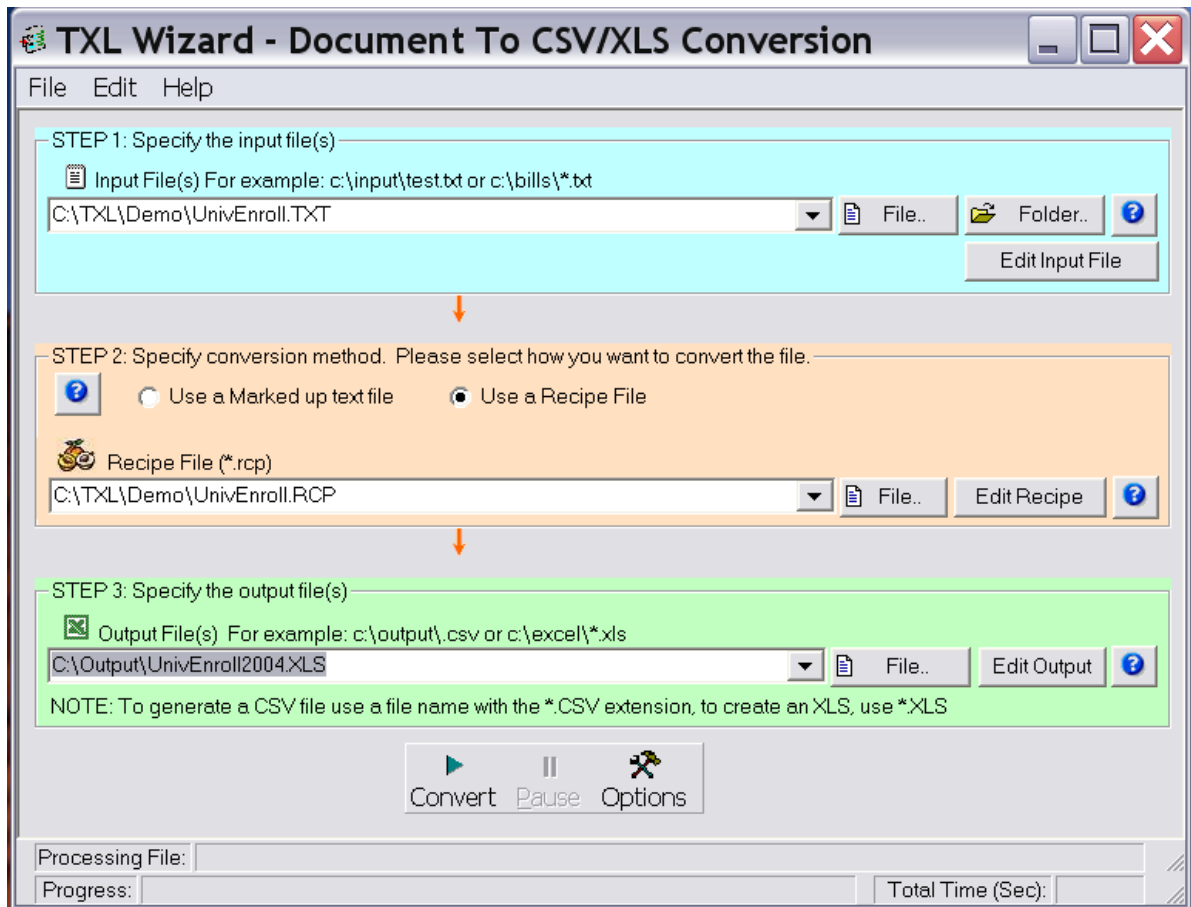 TXL Wizard - Document To CSV/XLS Conversion
File Edit Help
STEP 1: Specify the input file(s)
Input File(s) For example: c:\input\test.txt or c:\bills\*.txt
C:\TXL\Demo\UnivEnroll.TXT File.. Folder..
Edit Input File
STEP 2: Specify conversion method. Please select how you want to convert the file.
Use a Marked up text file Use a Recipe File
Recipe File (*.rcp)
C:\TXL\Demo\UnivEnroll.RCP File.. Edit Recipe
STEP 3: Specify the output file(s)
Output File(s) For example: c:\output\.csv or c:\excel\*.xls
C:\Output\UnivEnroll2004.XLS File.. Edit Output
NOTE: To generate a CSV file use a file name with the *.CSV extension, to create an XLS, use *.XLS
Convert Pause Options
Processing File:
Progress: Total Time (Sec):